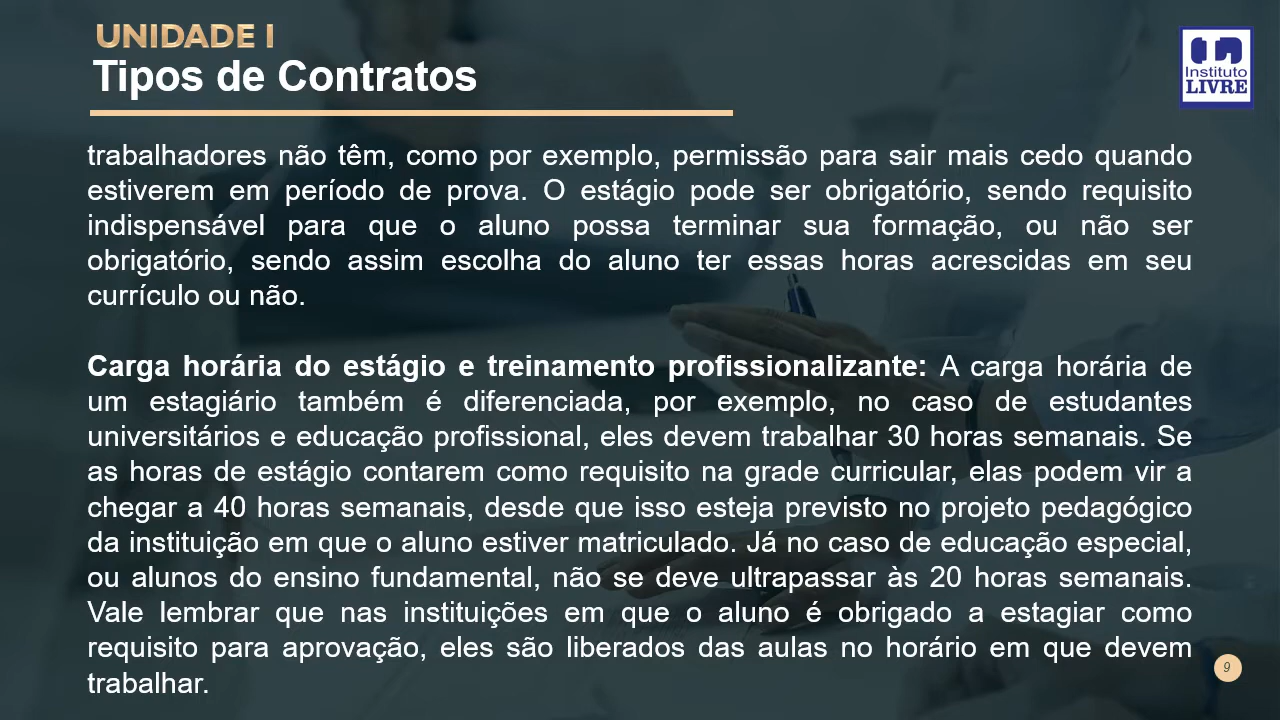 UNIDADE I
Tipos de Contratos
Instituto
LIVRE
trabalhadores não têm, como por exemplo, permissão para sair mais cedo quando
estiverem em período de prova. O estágio pode ser obrigatório, sendo requisito
indispensável para que o aluno possa terminar sua formação, ou não ser
obrigatório, sendo assim escolha do aluno ter essas horas acrescidas em seu
currículo ou não.
Carga horária do estágio e treinamento profissionalizante: A carga horária de
um estagiário também é diferenciada, por exemplo, no caso de estudantes
universitários e educação profissional, eles devem trabalhar 30 horas semanais. Se
as horas de estágio contarem como requisito na grade curricular, elas podem vir a
chegar a 40 horas semanais, desde que isso esteja previsto no projeto pedagógico
da instituição em que o aluno estiver matriculado. Já no caso de educação especial,
ou alunos do ensino fundamental, não se deve ultrapassar às 20 horas semanais.
Vale lembrar que nas instituições em que o aluno é obrigado a estagiar como
requisito para aprovação, eles são liberados das aulas no horário em que devem
trabalhar.
9